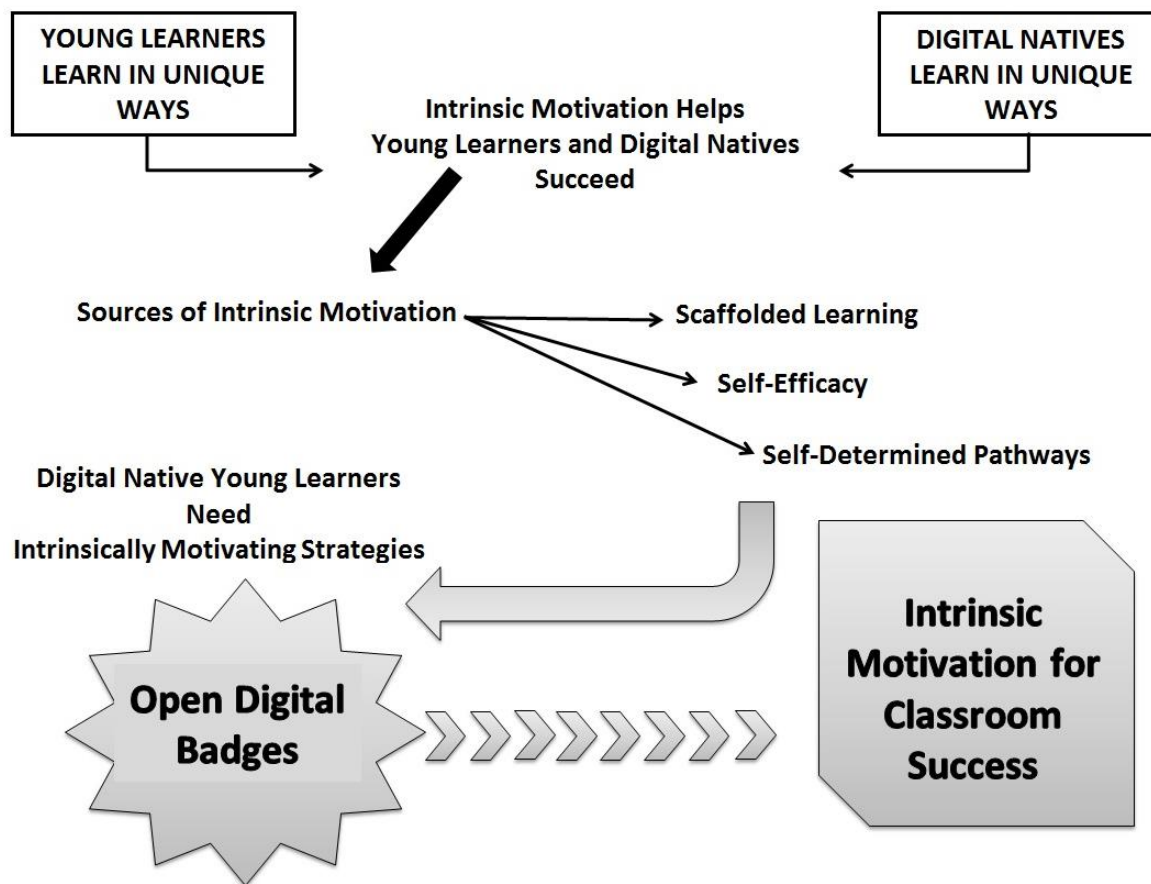 YOUNG LEARNERS
LEARN IN UNIQUE
WAYS
DIGITAL NATIVES
LEARN IN UNIQUE
WAYS
Intrinsic Motivation Helps
Young Learners and Digital Natives
Succeed
Sources of Intrinsic Motivation
Scaffolded Learning
Self-Efficacy
Self-Determined Pathways
Digital Native Young Learners
Need
Intrinsically Motivating Strategies
Open Digital
Badges
Intrinsic
Motivation for
Classroom
Success